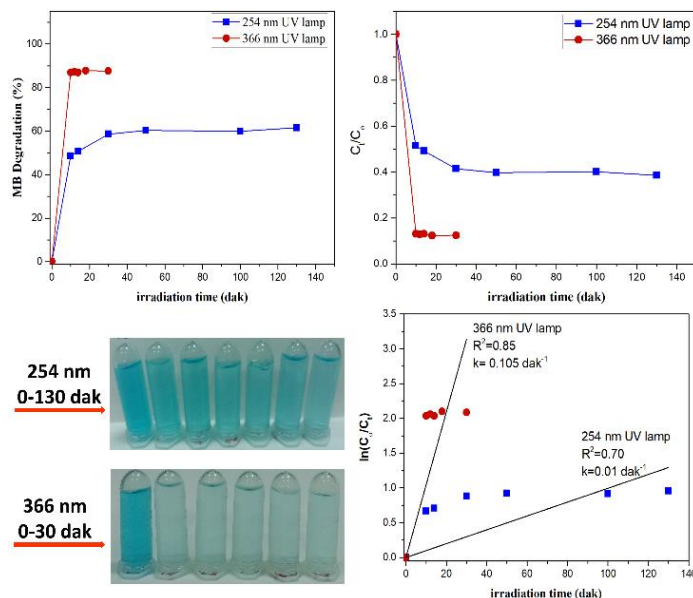 254 nm UV lamp
366 nm UV lamp
MB Degradation (%)
100
80
60
40
20
0
0 20 40 60 80 100 120 140
irradiation time (dak)
254 nm UV lamp
366 nm UV lamp
Ct/Co
1.0
0.8
0.6
0.4
0.2
0.0
0 20 40 60 80 100 120 140
irradiation time (dak)
254 nm
0-130 dak
366 nm
0-30 dak
ln(Co/Ct)
3.5
3.0
2.5
2.0
1.5
1.0
0.5
0.0
366 nm UV lamp
R²=0.85
k= 0.105 dak⁻¹
254 nm UV lamp
R²=0.70
k=0.01 dak⁻¹
0 20 40 60 80 100 120 140
irradiation time (dak)